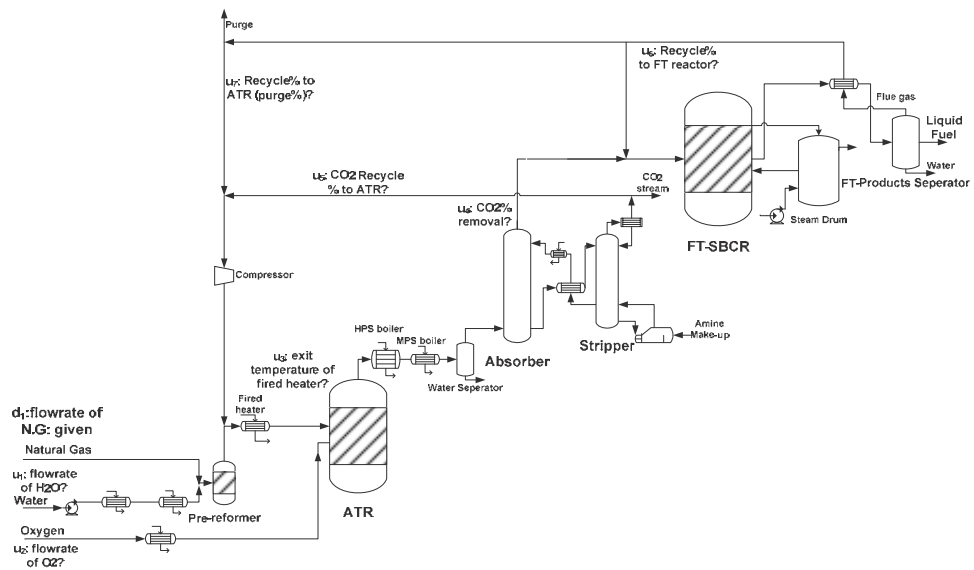 Purge
u₆: Recycle%
to FT reactor?
u₇: Recycle% to
ATR (purge%)?
Flue gas
Liquid
Fuel
Water
FT-Products Seperator
u₅: CO2 Recycle
% to ATR?
CO2
stream
u₄: CO2%
removal?
Steam Drum
FT-SBCR
Compressor
HPS boiler
MPS boiler
Amine
Make-up
Stripper
Absorber
Water Seperator
u₃: exit
temperature of
fired heater?
Fired
heater
d₁:flowrate of
N.G: given
Natural Gas
u₁: flowrate
of H2O?
Water
Pre-reformer
ATR
Oxygen
u₂: flowrate
of O2?